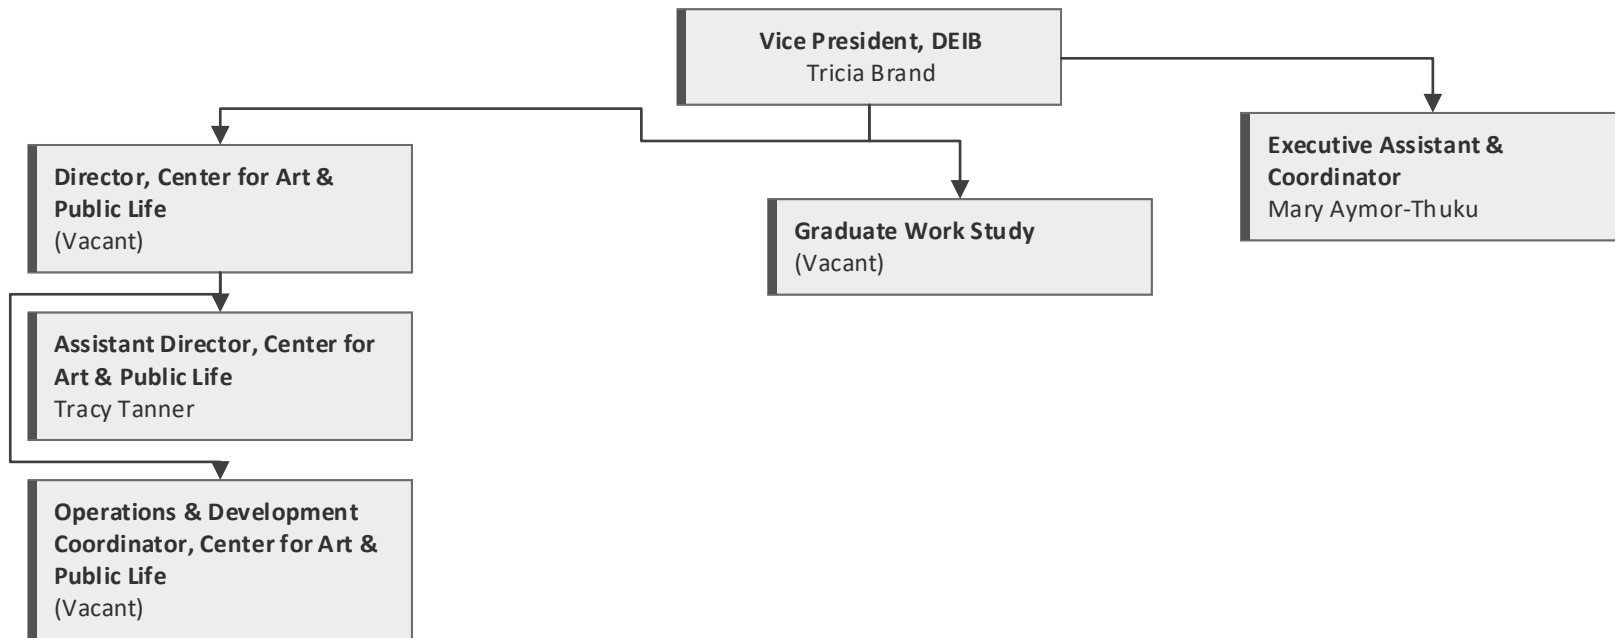 Vice President, DEIB
Tricia Brand
Director, Center for Art &
Public Life
(Vacant)
Graduate Work Study
(Vacant)
Executive Assistant &
Coordinator
Mary Aymor-Thuku
Assistant Director, Center for
Art & Public Life
Tracy Tanner
Operations & Development
Coordinator, Center for Art &
Public Life
(Vacant)